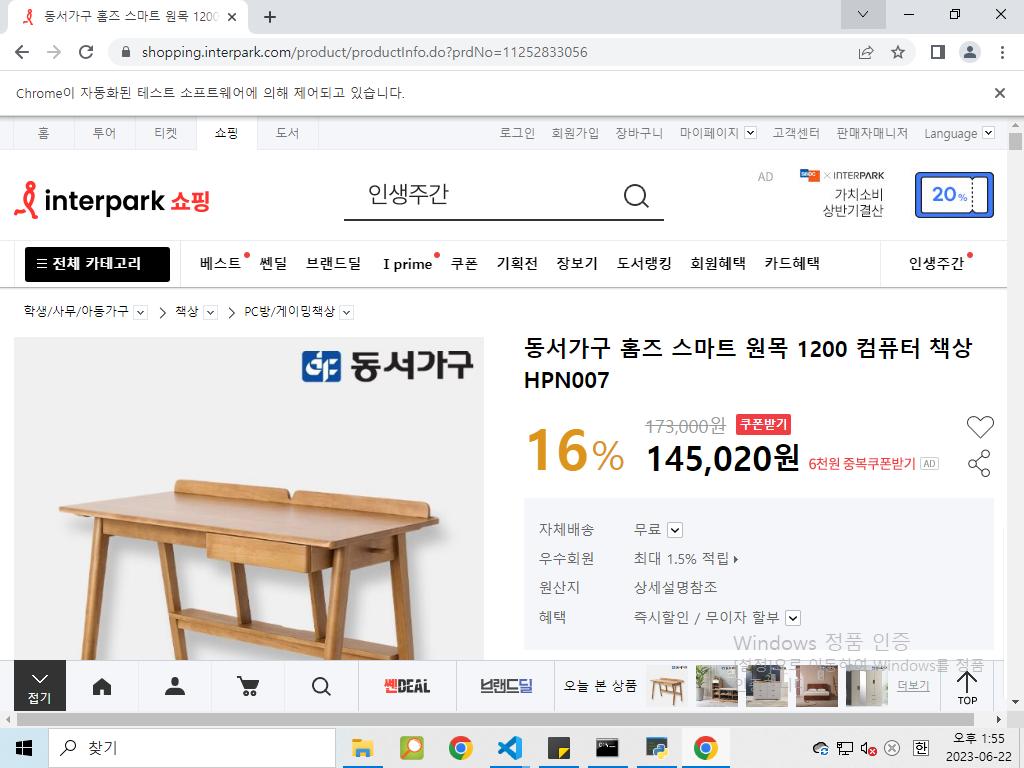 동서가구 홈즈 스마트 원목 1200
shopping.interpark.com/product/productInfo.do?prdNo=11252833056
Chrome이 자동화된 테스트 소프트웨어에 의해 제어되고 있습니다.
홈 투어 티켓 쇼핑 도서 로그인 회원가입 장바구니 마이페이지 고객센터 판매자매니저 Language
interpark 쇼핑
인생주간
AD
× INTERPARK
가치소비
상반기결산
20%
전체 카테고리 베스트 쎈딜 브랜드딜 I prime 쿠폰 기획전 장보기 도서랭킹 회원혜택 카드혜택 인생주간
학생/사무/아동가구 책상 PC방/게이밍책상
동서가구
동서가구 홈즈 스마트 원목 1200 컴퓨터 책상
HPN007
173,000원 쿠폰받기
16% 145,020원 6천원 중복쿠폰받기 AD
자체배송 무료
우수회원 최대 1.5% 적립
원산지 상세설명참조
혜택 즉시할인 / 무이자 할부
Windows 정품 인증
[설정]으로 이동하여 Windows를 정품
접기
쎈DEAL
브랜드딜
오늘 본 상품
더보기
TOP
찾기
한
오후 1:55
2023-06-22